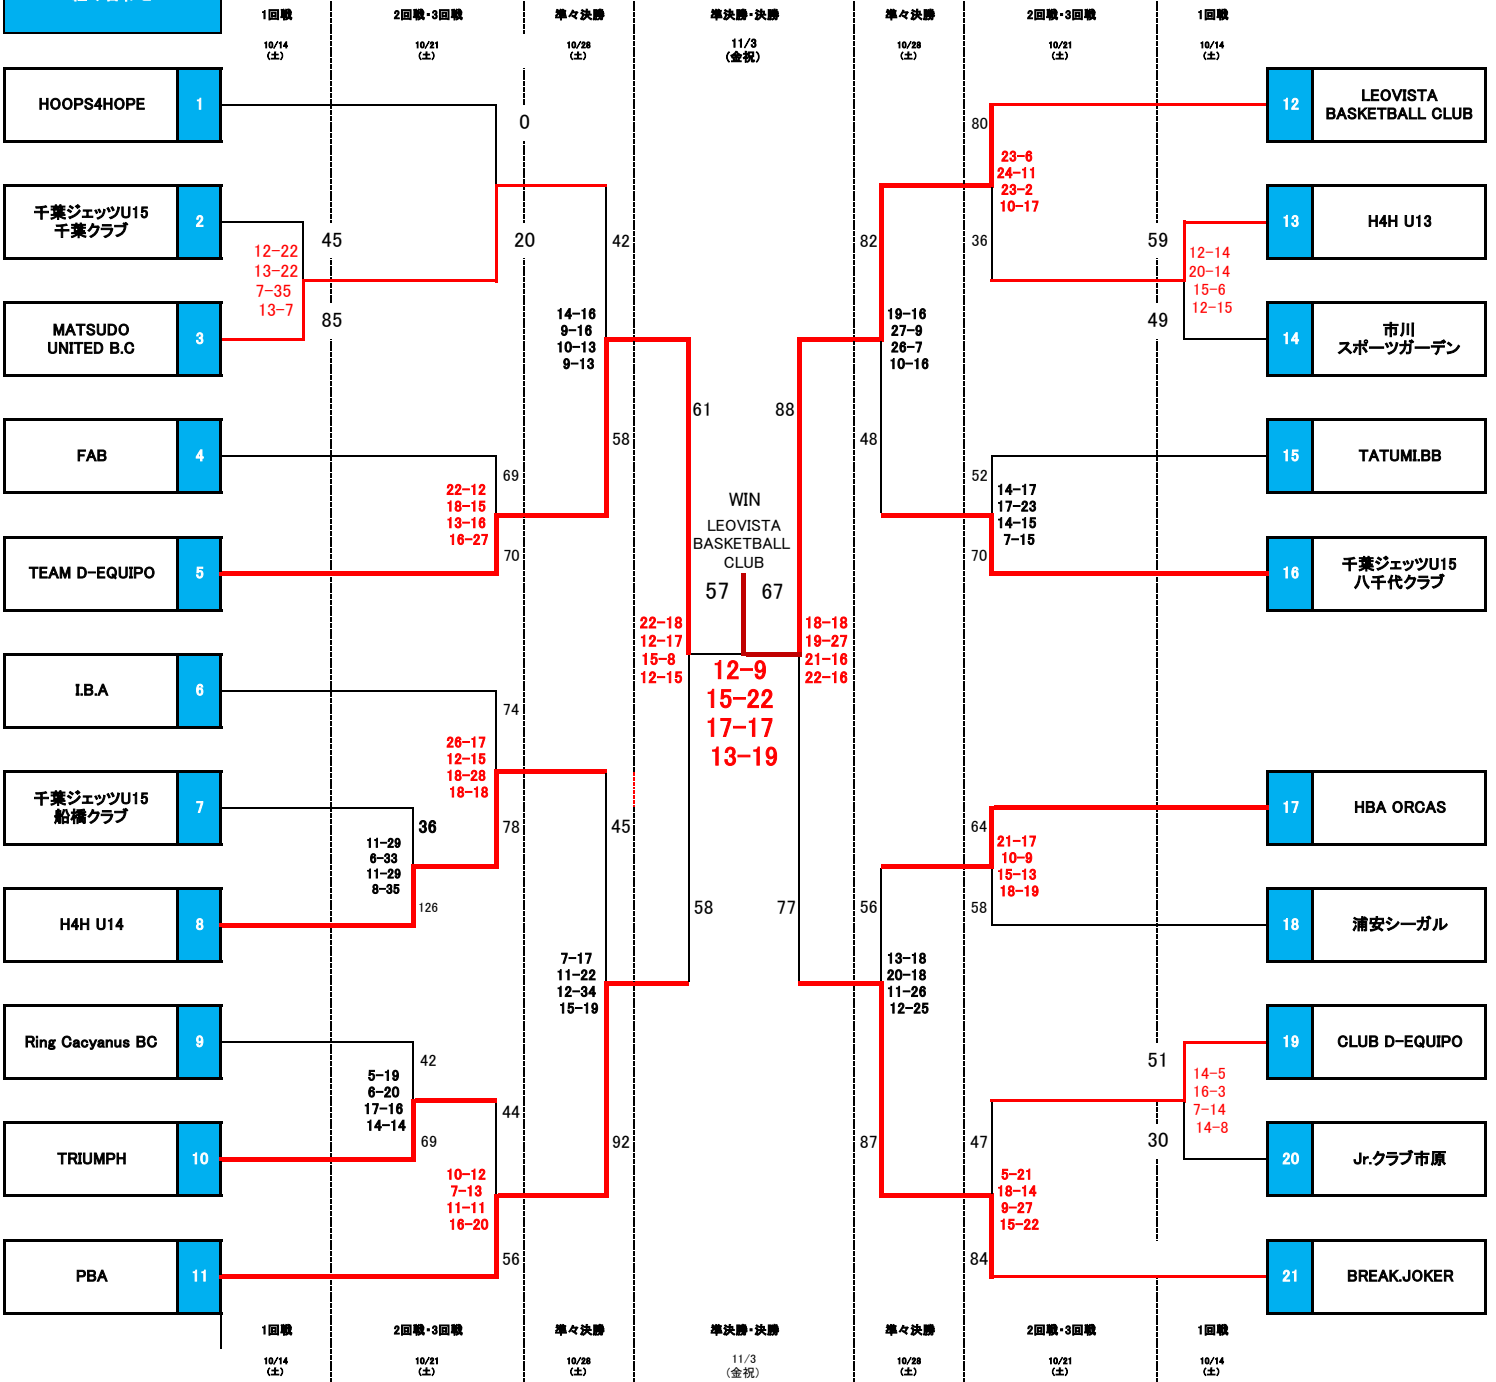 1回戦
2回戦・3回戦
準々決勝
準決勝・決勝
準々決勝
2回戦・3回戦
1回戦
10/14
(土)
10/21
(土)
10/28
(土)
11/3
(金祝)
10/28
(土)
10/21
(土)
10/14
(土)
HOOPS4HOPE
1
千葉ジェッツU15
千葉クラブ
2
MATSUDO
UNITED B.C
3
FAB
4
TEAM D-EQUIPO
5
I.B.A
6
千葉ジェッツU15
船橋クラブ
7
H4H U14
8
Ring Cacyanus BC
9
TRIUMPH
10
PBA
11
12-22
13-22
7-35
13-7
45
85
0
20
22-12
18-15
13-16
16-27
69
70
11-29
6-33
11-29
8-35
36
126
26-17
12-15
18-28
18-18
74
78
5-19
6-20
17-16
14-14
42
69
10-12
7-13
11-11
16-20
44
56
14-16
9-16
10-13
9-13
42
58
7-17
11-22
12-34
15-19
45
92
22-18
12-17
15-8
12-15
61
58
WIN
LEOVISTA
BASKETBALL
CLUB
57
67
12-9
15-22
17-17
13-19
88
77
18-18
19-27
21-16
22-16
82
48
19-16
27-9
26-7
10-16
56
87
13-18
20-18
11-26
12-25
80
36
23-6
24-11
23-2
10-17
52
70
14-17
17-23
14-15
7-15
64
58
21-17
10-9
15-13
18-19
47
84
5-21
18-14
9-27
15-22
59
49
12-14
20-14
15-6
12-15
51
30
14-5
16-3
7-14
14-8
12
LEOVISTA
BASKETBALL CLUB
13
H4H U13
14
市川
スポーツガーデン
15
TATUMI.BB
16
千葉ジェッツU15
八千代クラブ
17
HBA ORCAS
18
浦安シーガル
19
CLUB D-EQUIPO
20
Jr.クラブ市原
21
BREAK.JOKER
1回戦
2回戦・3回戦
準々決勝
準決勝・決勝
準々決勝
2回戦・3回戦
1回戦
10/14
(土)
10/21
(土)
10/28
(土)
11/3
(金祝)
10/28
(土)
10/21
(土)
10/14
(土)